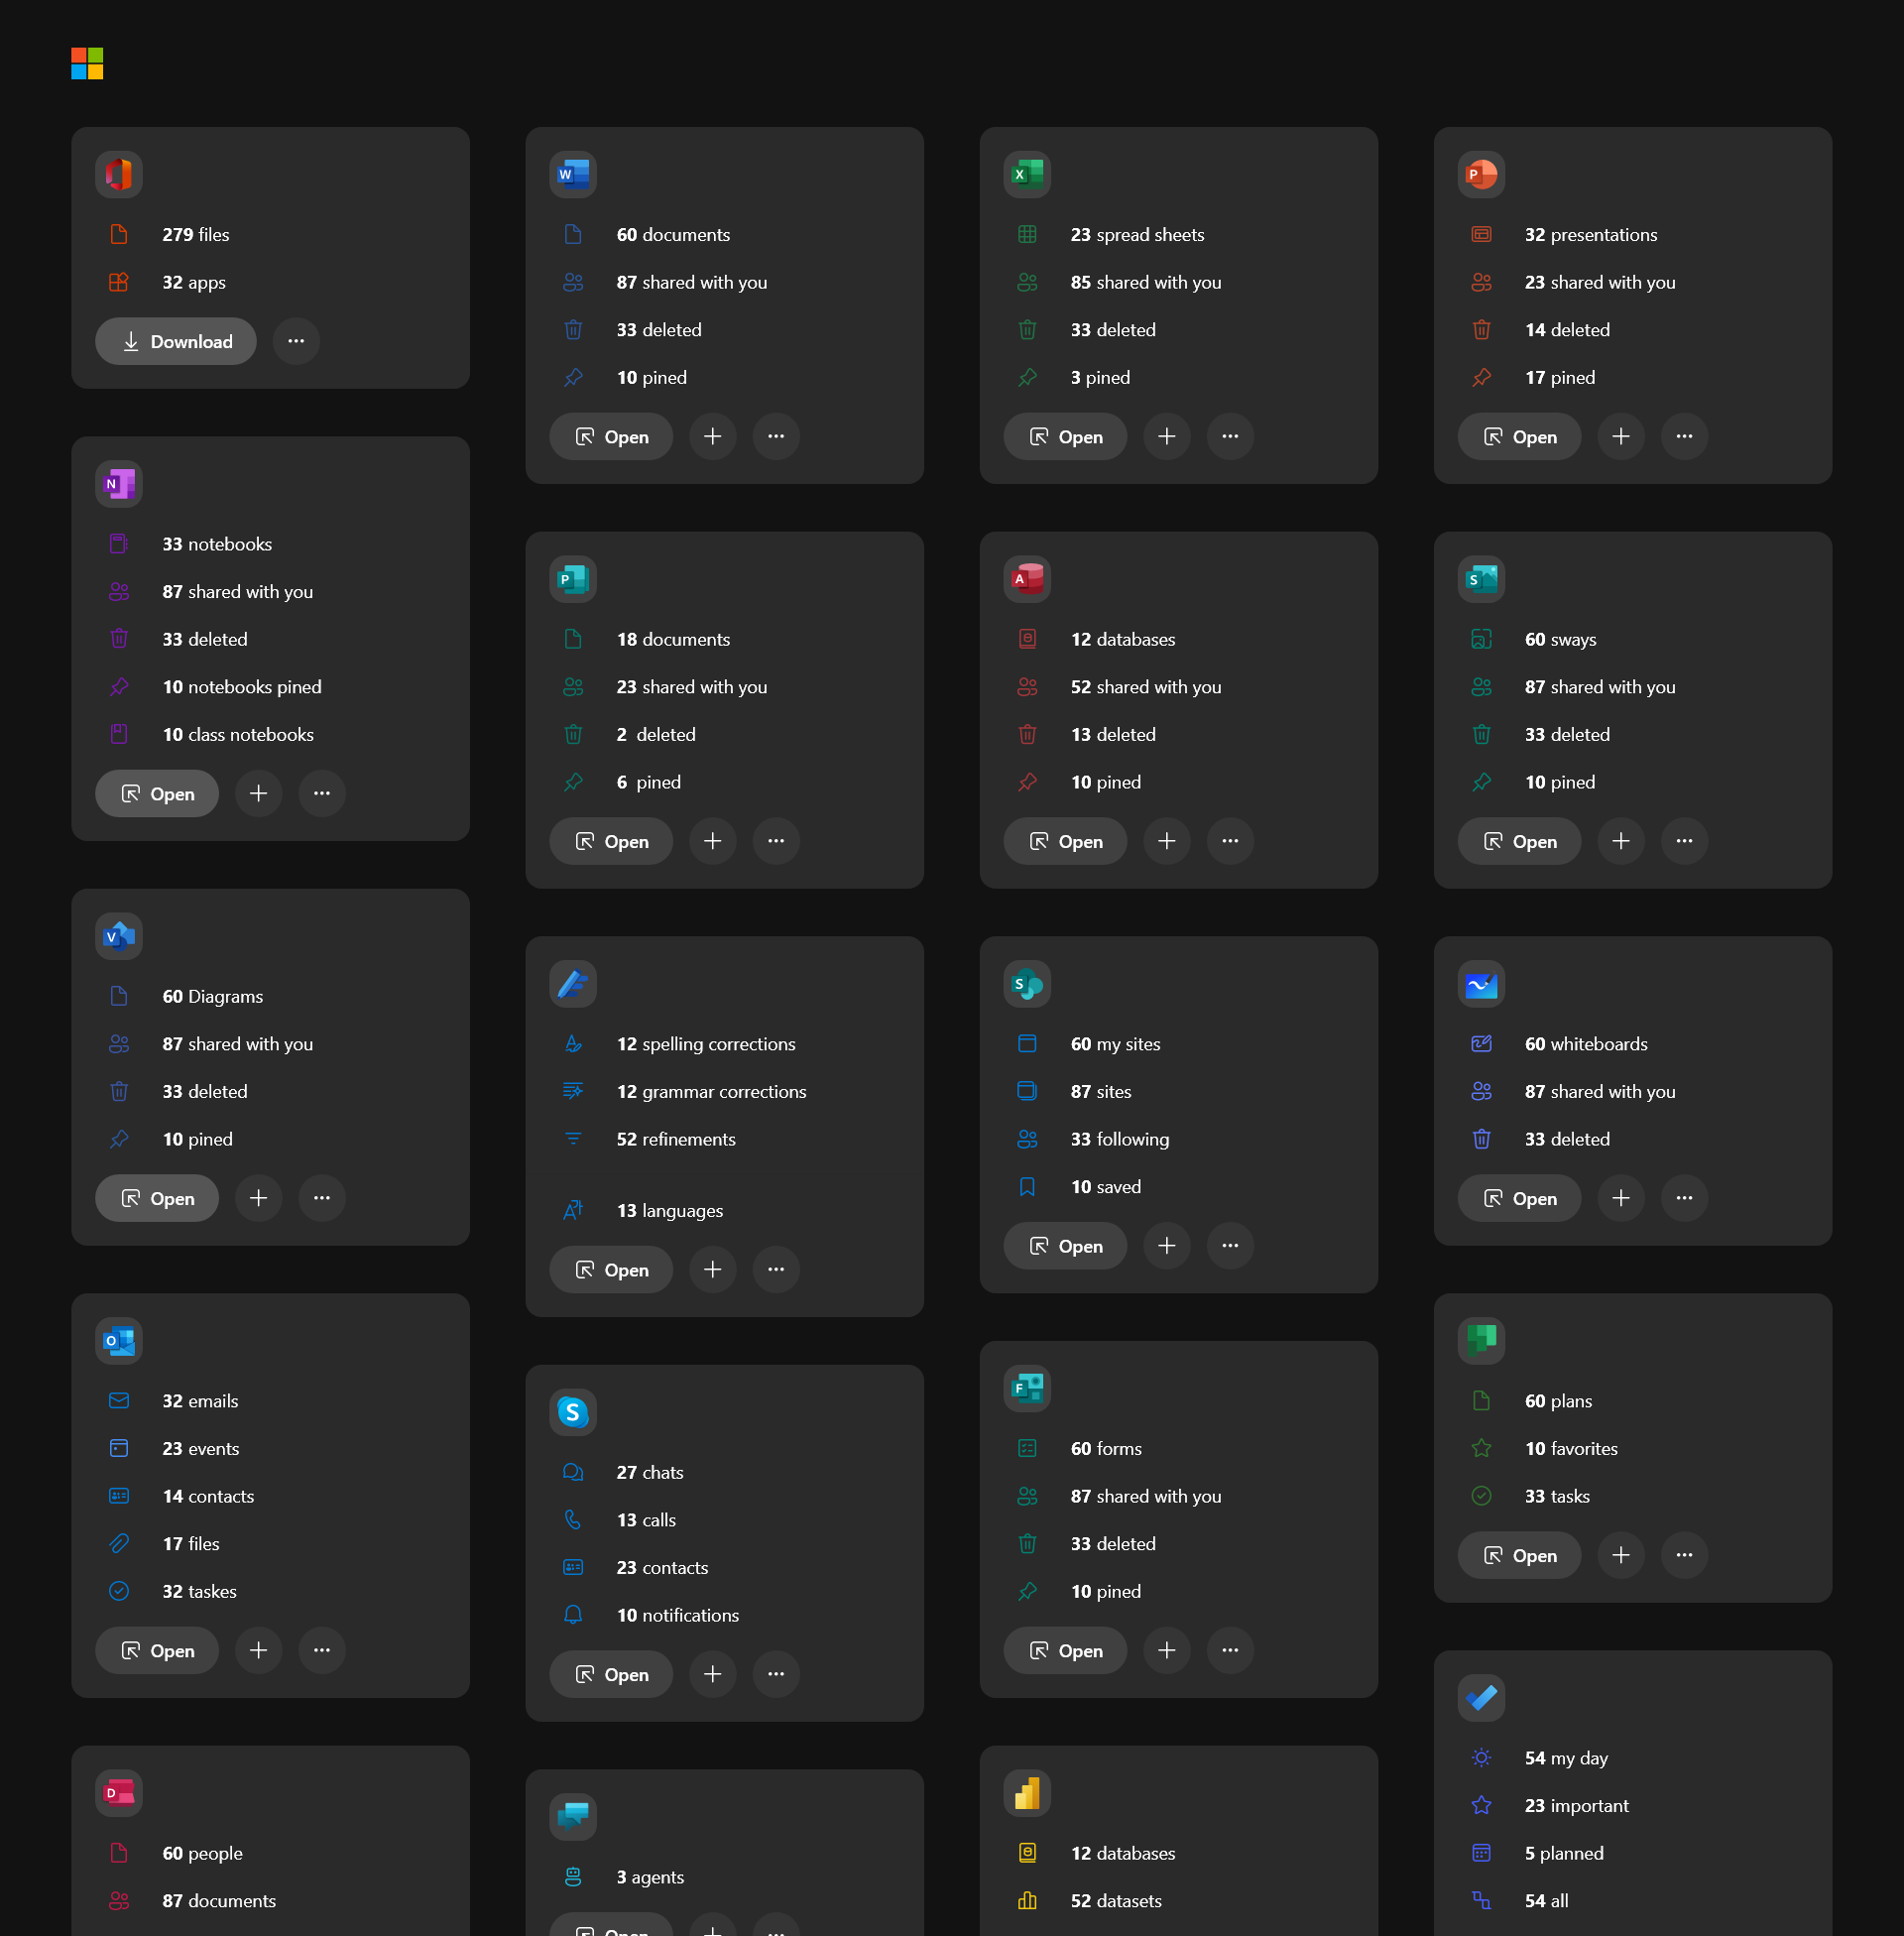 279 files
32 apps
Download
N
33 notebooks
87 shared with you
33 deleted
10 notebooks pined
10 class notebooks
Open
V
60 Diagrams
87 shared with you
33 deleted
10 pined
Open
O
32 emails
23 events
14 contacts
17 files
32 taskes
Open
D
60 people
87 documents
W
60 documents
87 shared with you
33 deleted
10 pined
Open
P
18 documents
23 shared with you
2 deleted
6 pined
Open
12 spelling corrections
12 grammar corrections
52 refinements
13 languages
Open
S
27 chats
13 calls
23 contacts
10 notifications
Open
3 agents
Open
X
23 spread sheets
85 shared with you
33 deleted
3 pined
Open
A
12 databases
52 shared with you
13 deleted
10 pined
Open
S
60 my sites
87 sites
33 following
10 saved
Open
F
60 forms
87 shared with you
33 deleted
10 pined
Open
12 databases
52 datasets
P
32 presentations
23 shared with you
14 deleted
17 pined
Open
S
60 sways
87 shared with you
33 deleted
10 pined
Open
60 whiteboards
87 shared with you
33 deleted
Open
60 plans
10 favorites
33 tasks
Open
54 my day
23 important
5 planned
54 all